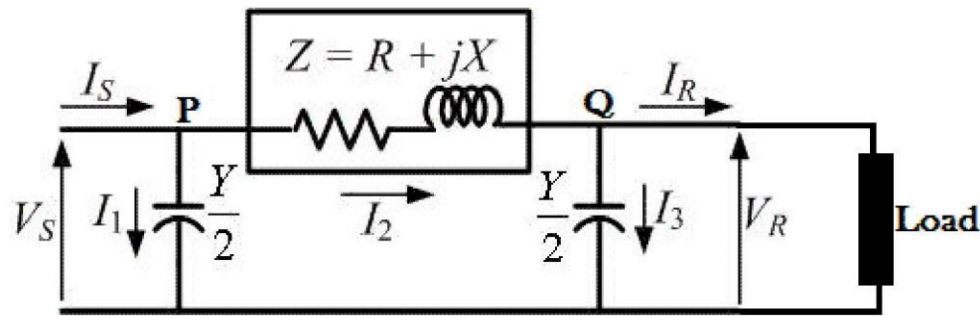 Z = R + jX
I_S
P
Q
I_R
V_S
I_1
Y/2
I_2
Y/2
I_3
V_R
Load